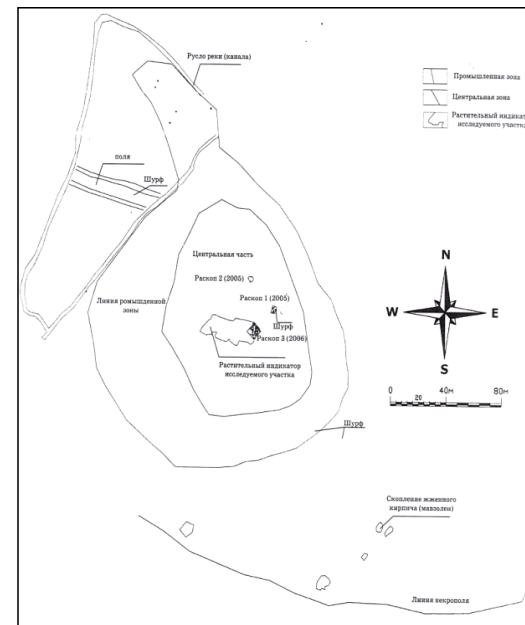 Русло реки (канала)
Промышленная зона
Центральная зона
Растительный индикатор
исследуемого участка
поля
Шурф
Центральная часть
Раскоп 2 (2005)
Линия ромышденной
зоны
Раскоп 1 (2005)
Шурф
Раскоп 3 (2006)
Растительный индикатор
исследуемого участка
N
W E
S
0 20 40м 80м
Шурф
Скопление жженного
кирпича (мавзолеи)
Линия некрополя